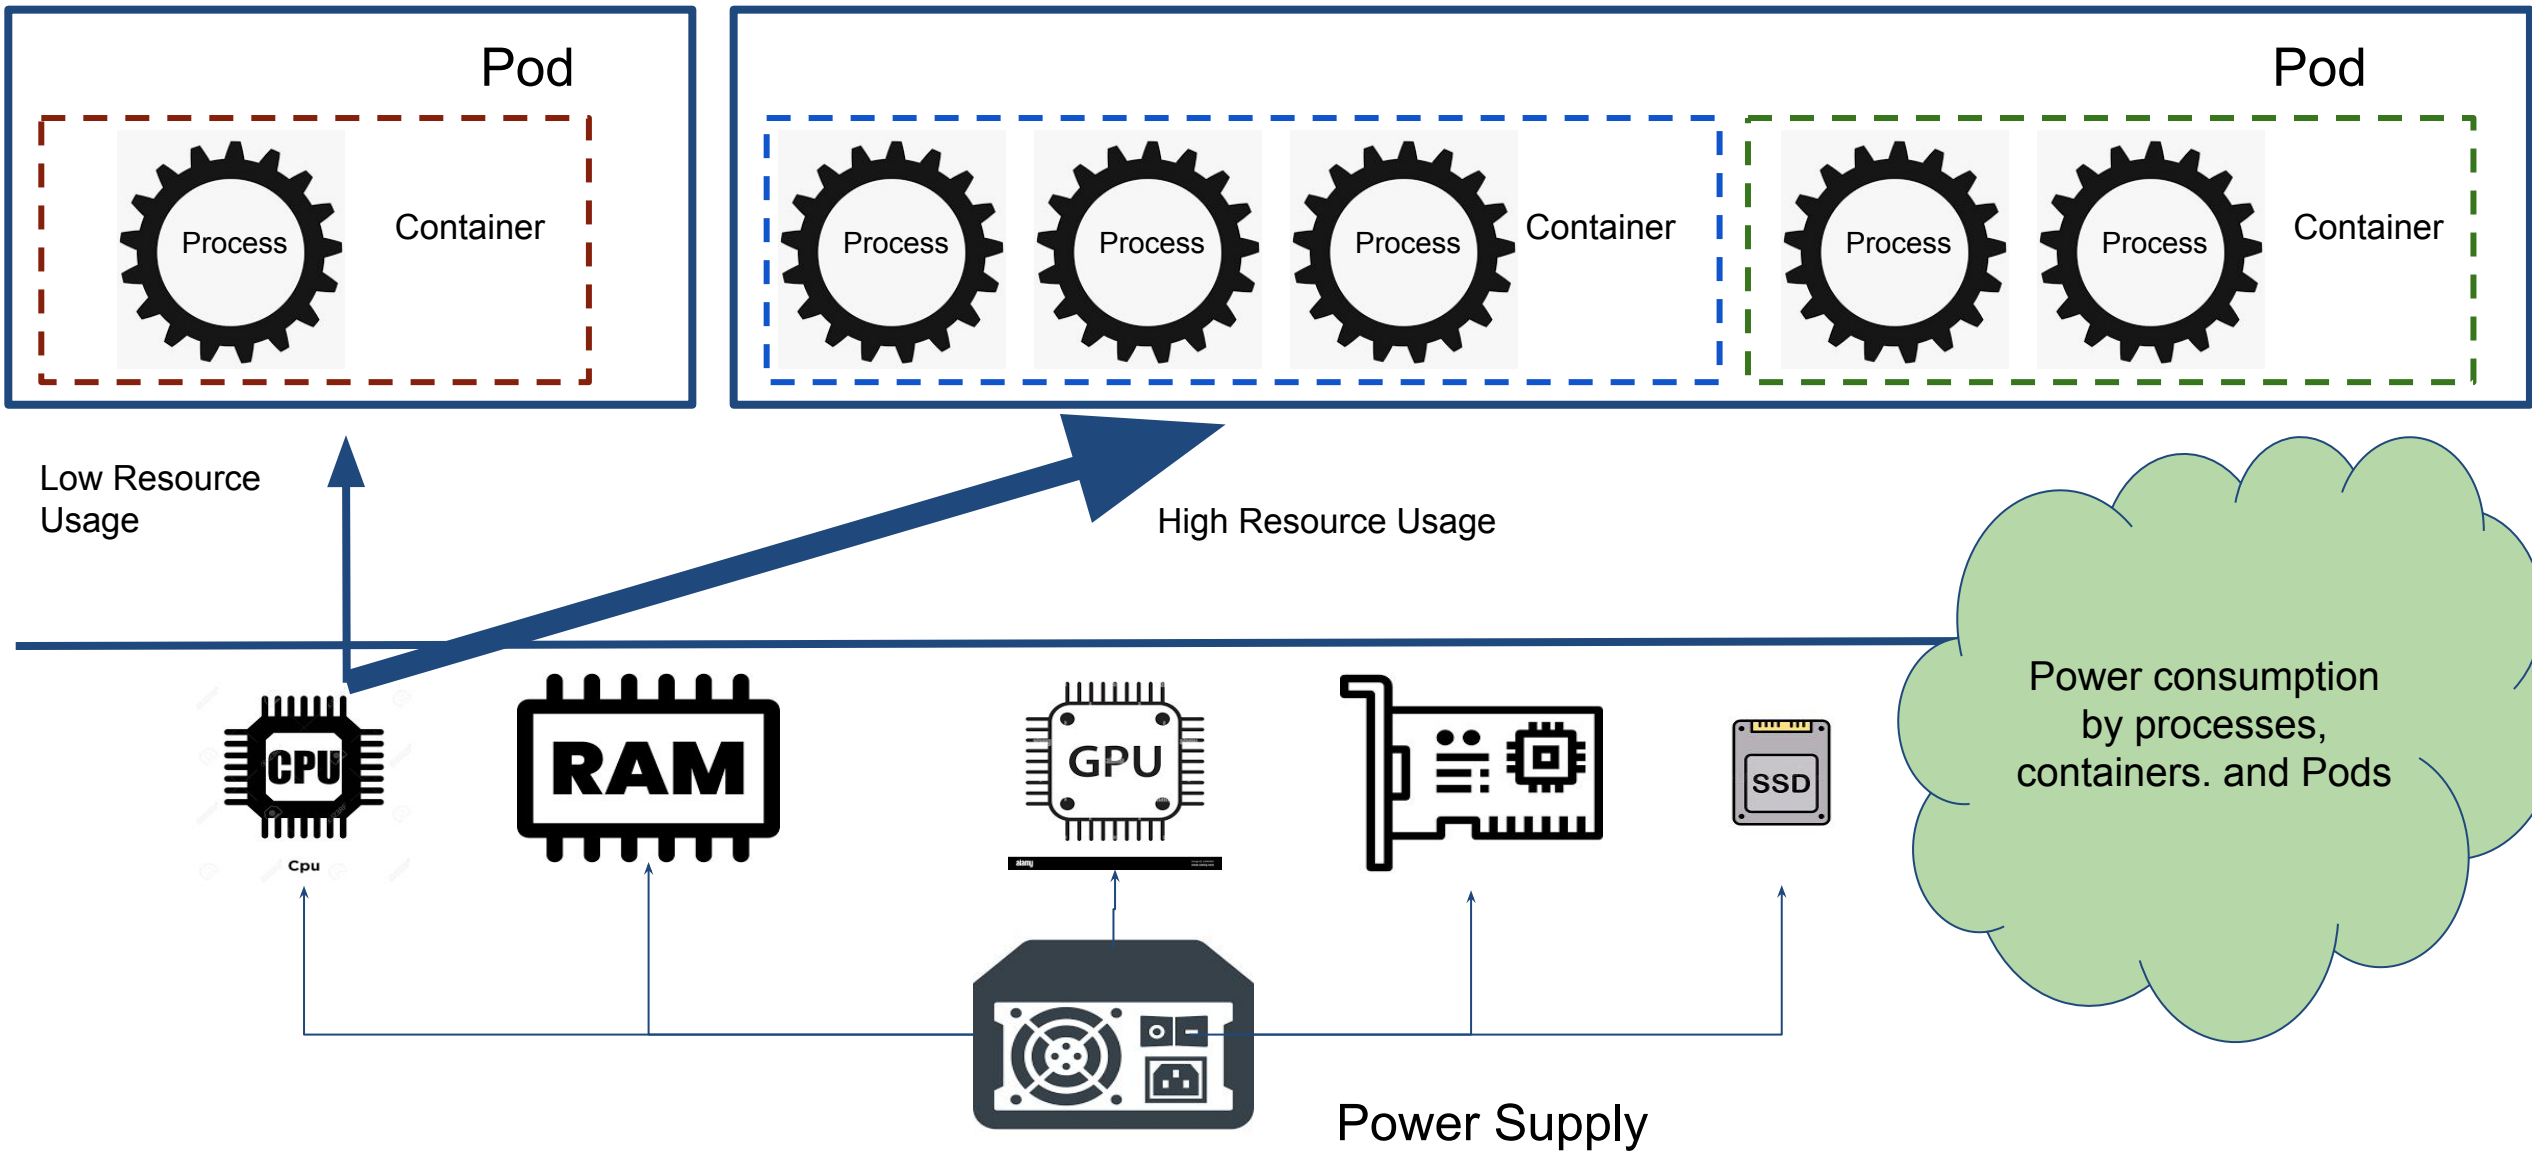 Pod
Pod
Process
Container
Process
Process
Process
Container
Process
Process
Container
Low Resource
Usage
High Resource Usage
Power consumption
by processes,
containers. and Pods
CPU
Cpu
RAM
GPU
alamy
SSD
Power Supply